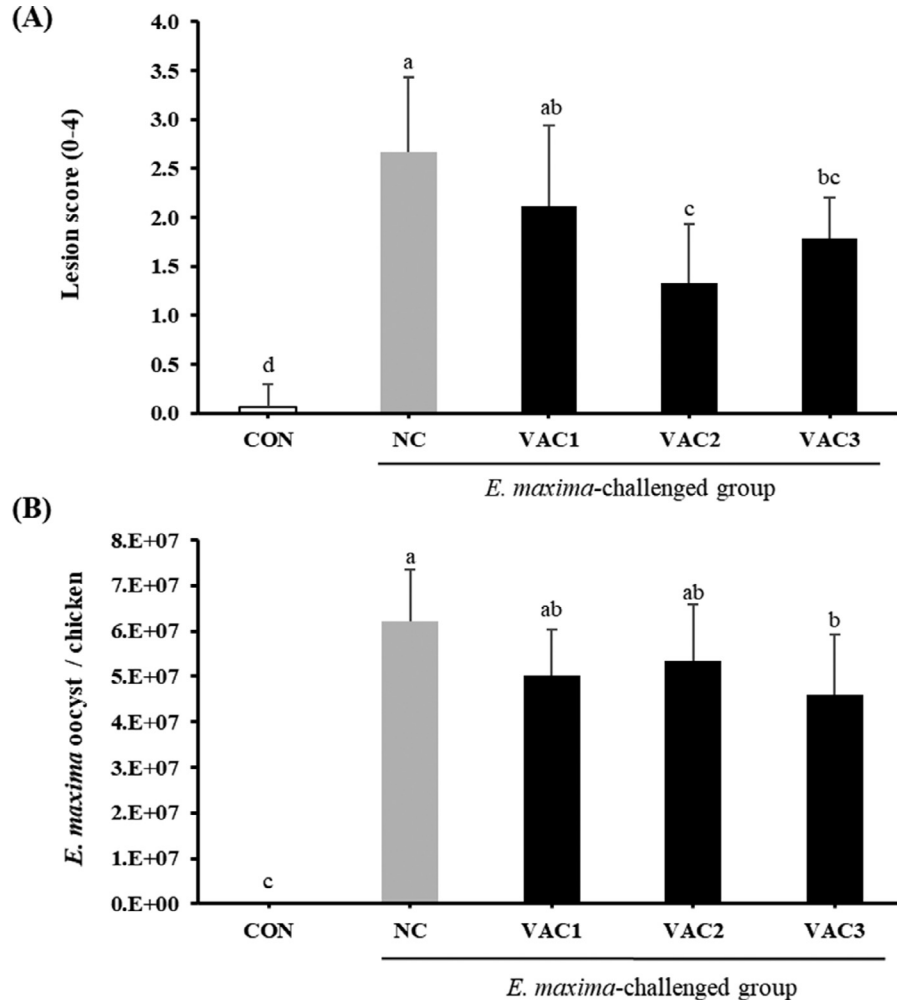 (A)
Lesion score (0-4)
4.0
3.5
3.0
2.5
2.0
1.5
1.0
0.5
0.0
d
a
ab
c
bc
CON NC VAC1 VAC2 VAC3
E. maxima-challenged group
(B)
E. maxima oocyst / chicken
8.E+07
7.E+07
6.E+07
5.E+07
4.E+07
3.E+07
2.E+07
1.E+07
0.E+00
c
a
ab
ab
b
CON NC VAC1 VAC2 VAC3
E. maxima-challenged group